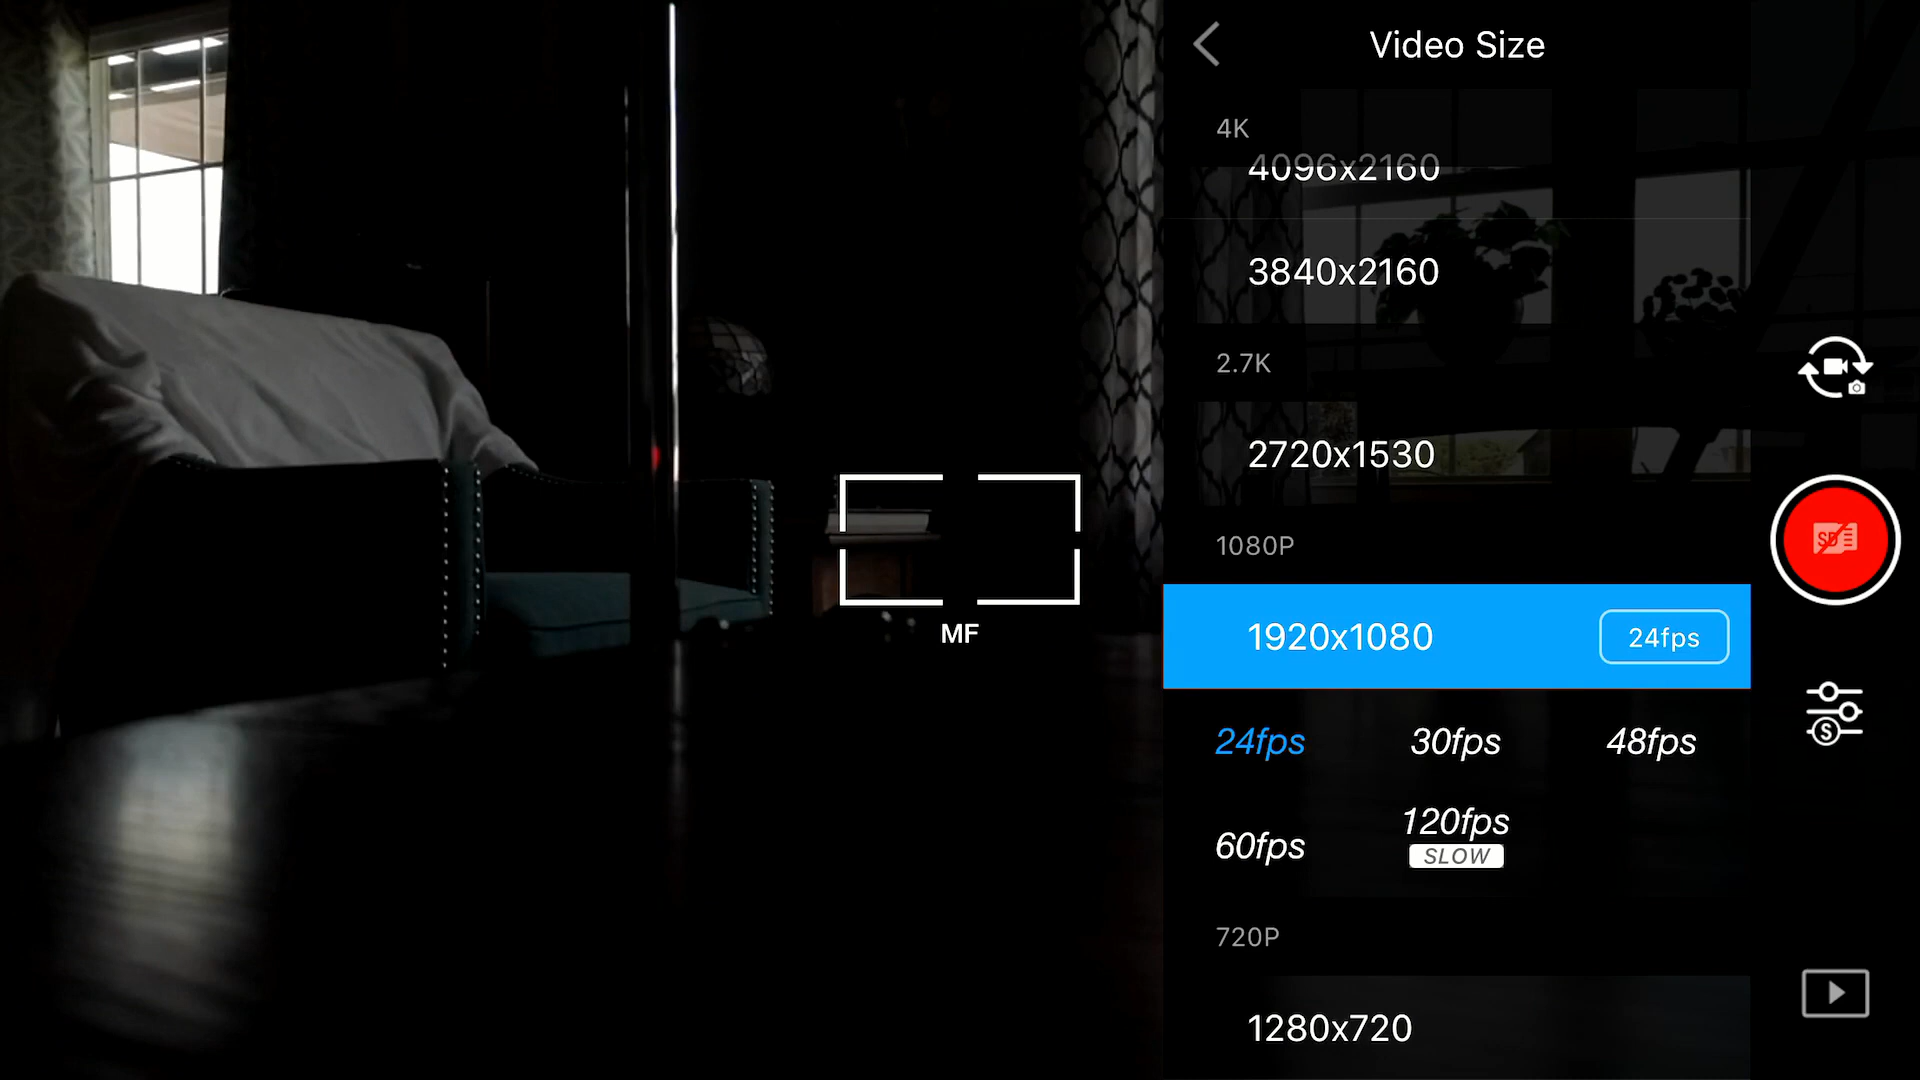 Video Size
4K
4096x2160
3840x2160
2.7K
2720x1530
1080P
1920x1080 24fps
24fps 30fps 48fps
60fps 120fps
SLOW
720P
1280x720
MF
SD
S